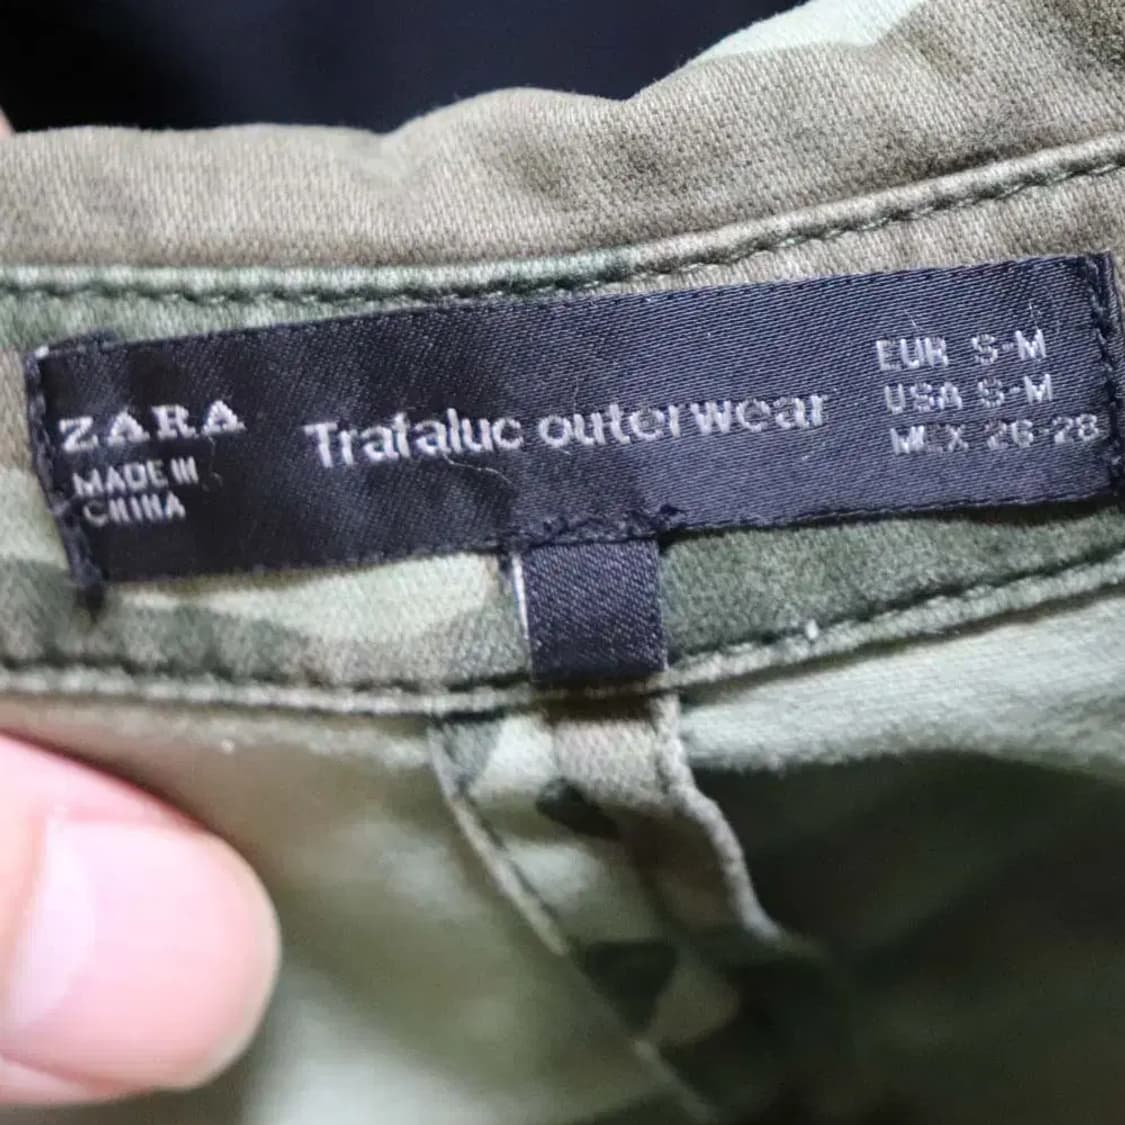 ZARA
MADE IN
CHINA
Trafaluc outerwear
EUR S-M
USA S-M
MEX 26-28